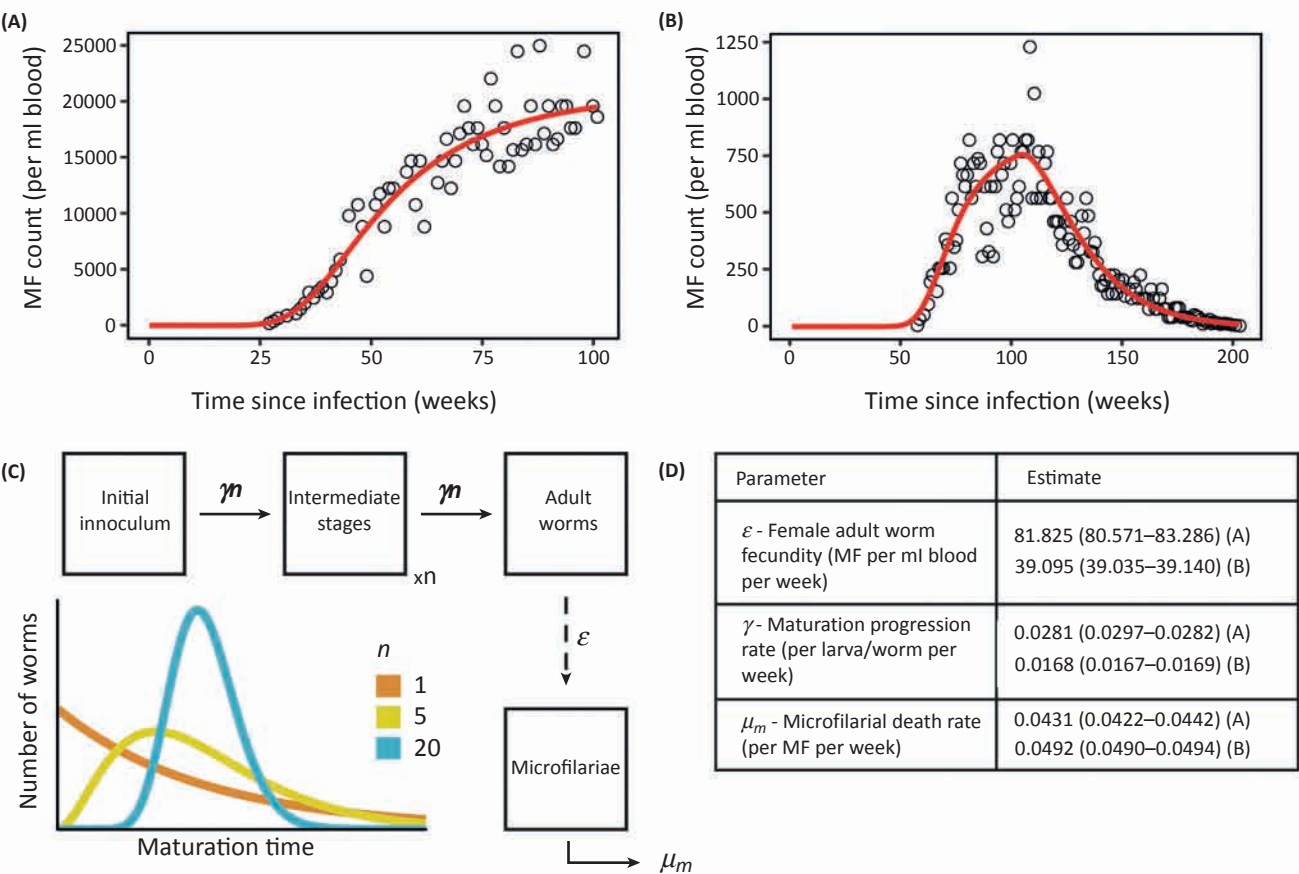 (A)
MF count (per ml blood)
25000
20000
15000
10000
5000
0
0 25 50 75 100
Time since infection (weeks)
(B)
MF count (per ml blood)
1250
1000
750
500
250
0
0 50 100 150 200
Time since infection (weeks)
(C)
Initial
innoculum
γn
Intermediate
stages
xn
γn
Adult
worms
ε
Microfilariae
μm
Number of worms
Maturation time
n
1
5
20
(D)
Parameter Estimate
ε - Female adult worm
fecundity (MF per ml blood
per week)
81.825 (80.571–83.286) (A)
39.095 (39.035–39.140) (B)
γ - Maturation progression
rate (per larva/worm per
week)
0.0281 (0.0297–0.0282) (A)
0.0168 (0.0167–0.0169) (B)
μm - Microfilarial death rate
(per MF per week)
0.0431 (0.0422–0.0442) (A)
0.0492 (0.0490–0.0494) (B)